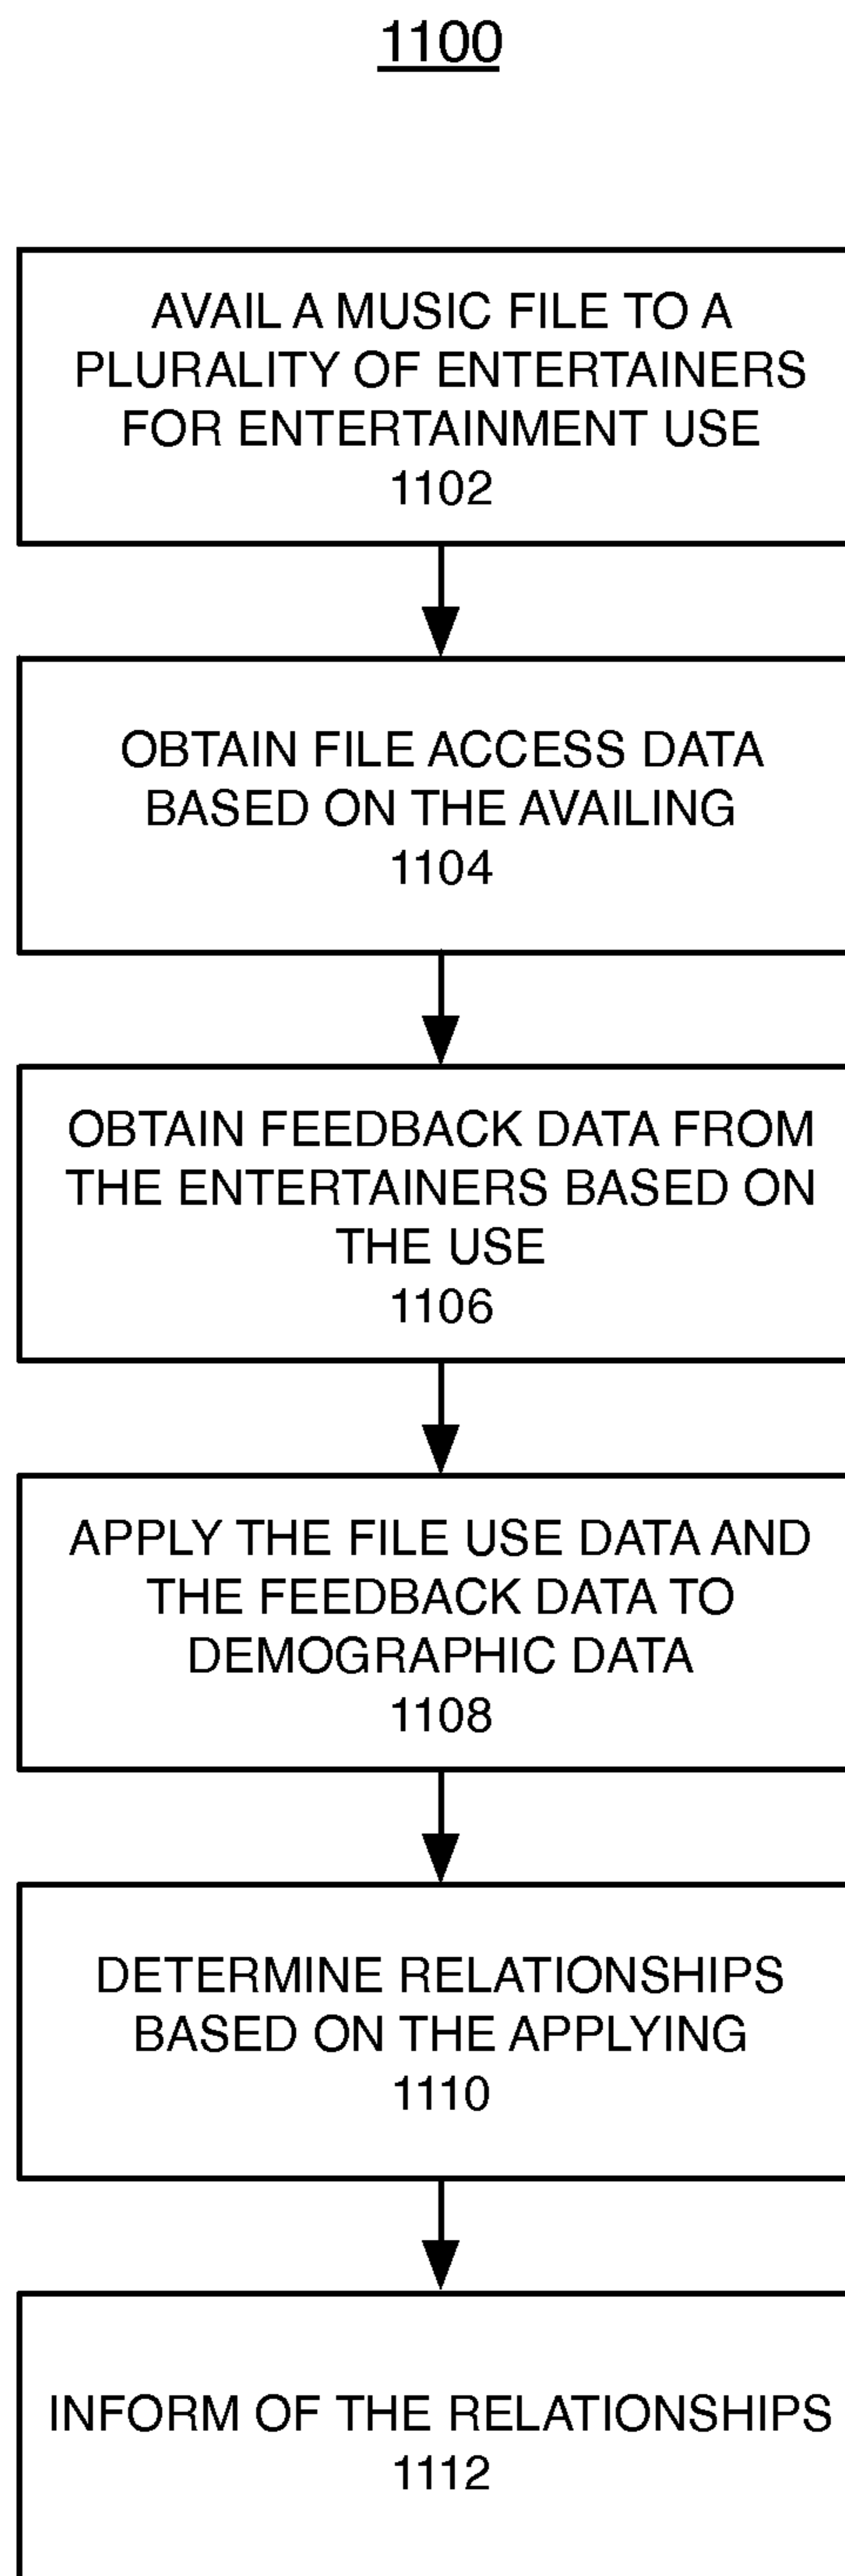 1100
AVAIL A MUSIC FILE TO A
PLURALITY OF ENTERTAINERS
FOR ENTERTAINMENT USE
1102
OBTAIN FILE ACCESS DATA
BASED ON THE AVAILING
1104
OBTAIN FEEDBACK DATA FROM
THE ENTERTAINERS BASED ON
THE USE
1106
APPLY THE FILE USE DATA AND
THE FEEDBACK DATA TO
DEMOGRAPHIC DATA
1108
DETERMINE RELATIONSHIPS
BASED ON THE APPLYING
1110
INFORM OF THE RELATIONSHIPS
1112